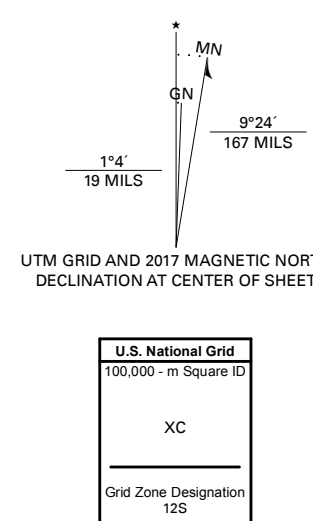 ★
MN
GN
9°24´
167 MILS
1°4´
19 MILS
UTM GRID AND 2017 MAGNETIC NORT
DECLINATION AT CENTER OF SHEET
U.S. National Grid
100,000 - m Square ID
XC
Grid Zone Designation
12S